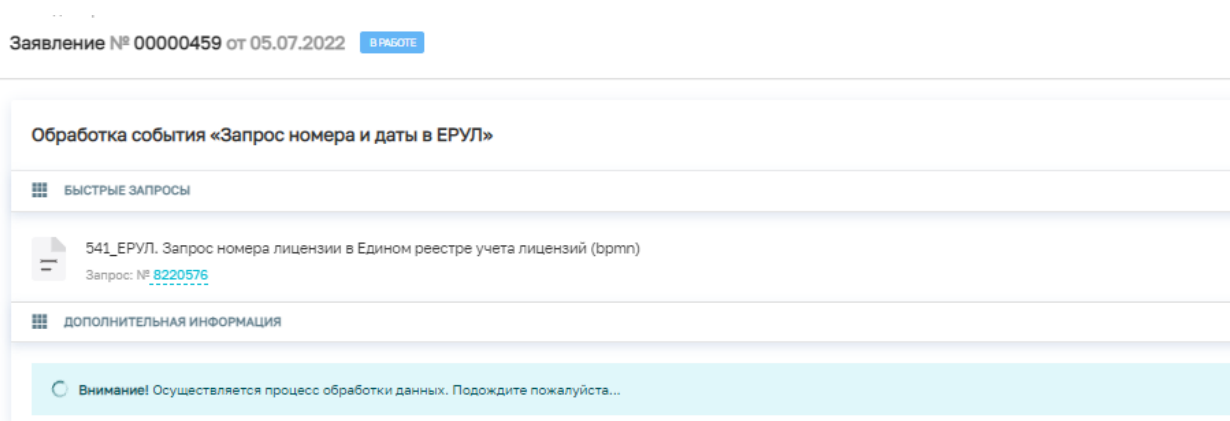 Заявление № 00000459 от 05.07.2022 В РАБОТЕ
Обработка события «Запрос номера и даты в ЕРУЛ»
БЫСТРЫЕ ЗАПРОСЫ
541_ЕРУЛ. Запрос номера лицензии в Едином реестре учета лицензий (bpmn)
Запрос: № 8220576
ДОПОЛНИТЕЛЬНАЯ ИНФОРМАЦИЯ
Внимание! Осуществляется процесс обработки данных. Подождите пожалуйста...